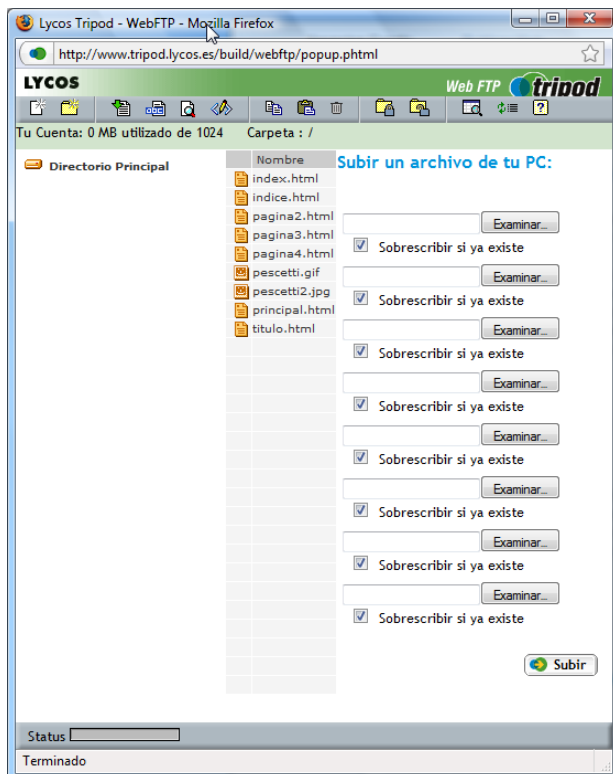 Lycos Tripod - WebFTP - Mozilla Firefox
http://www.tripod.lycos.es/build/webftp/popup.phtml
LYCOS
Web FTP tripod
Tu Cuenta: 0 MB utilizado de 1024 Carpeta : /
Directorio Principal
Nombre
index.html
indice.html
pagina2.html
pagina3.html
pagina4.html
pescetti.gif
pescetti2.jpg
principal.html
titulo.html
Subir un archivo de tu PC:
Examinar...
Sobrescribir si ya existe
Examinar...
Sobrescribir si ya existe
Examinar...
Sobrescribir si ya existe
Examinar...
Sobrescribir si ya existe
Examinar...
Sobrescribir si ya existe
Examinar...
Sobrescribir si ya existe
Examinar...
Sobrescribir si ya existe
Examinar...
Sobrescribir si ya existe
Subir
Status
Terminado